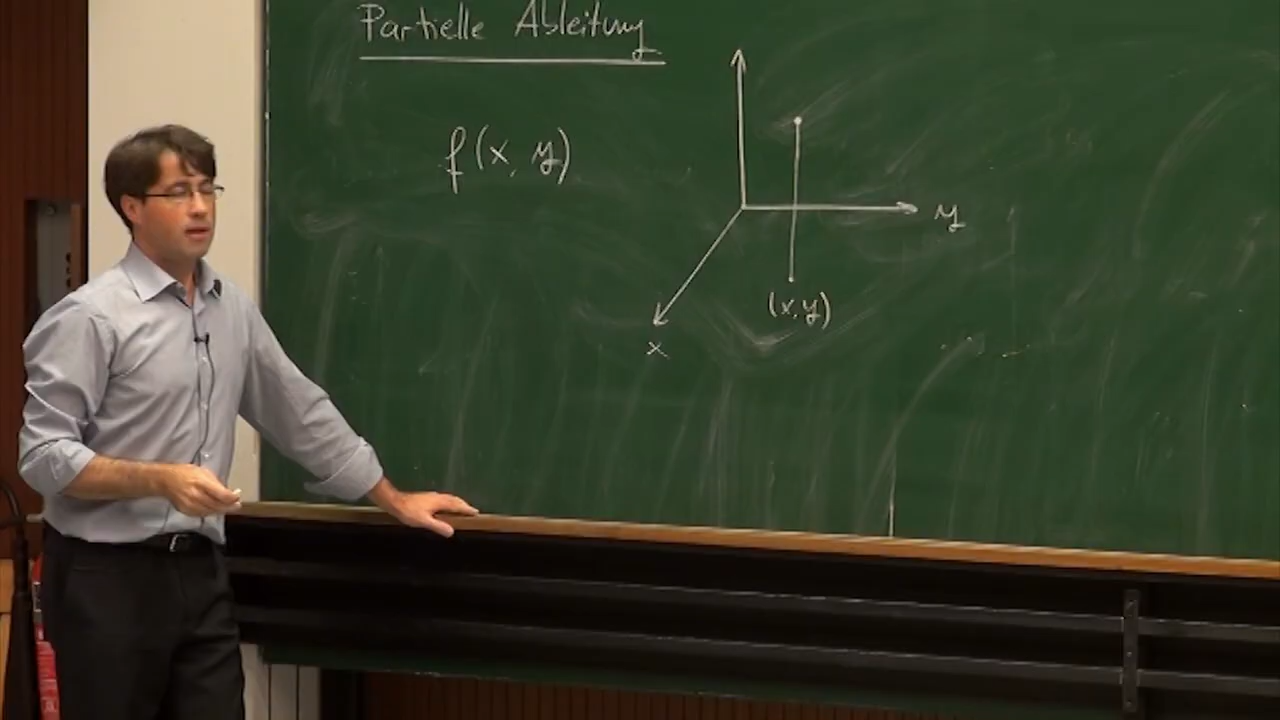 Partielle Ableitung
f(x, y)
y
(x,y)
x